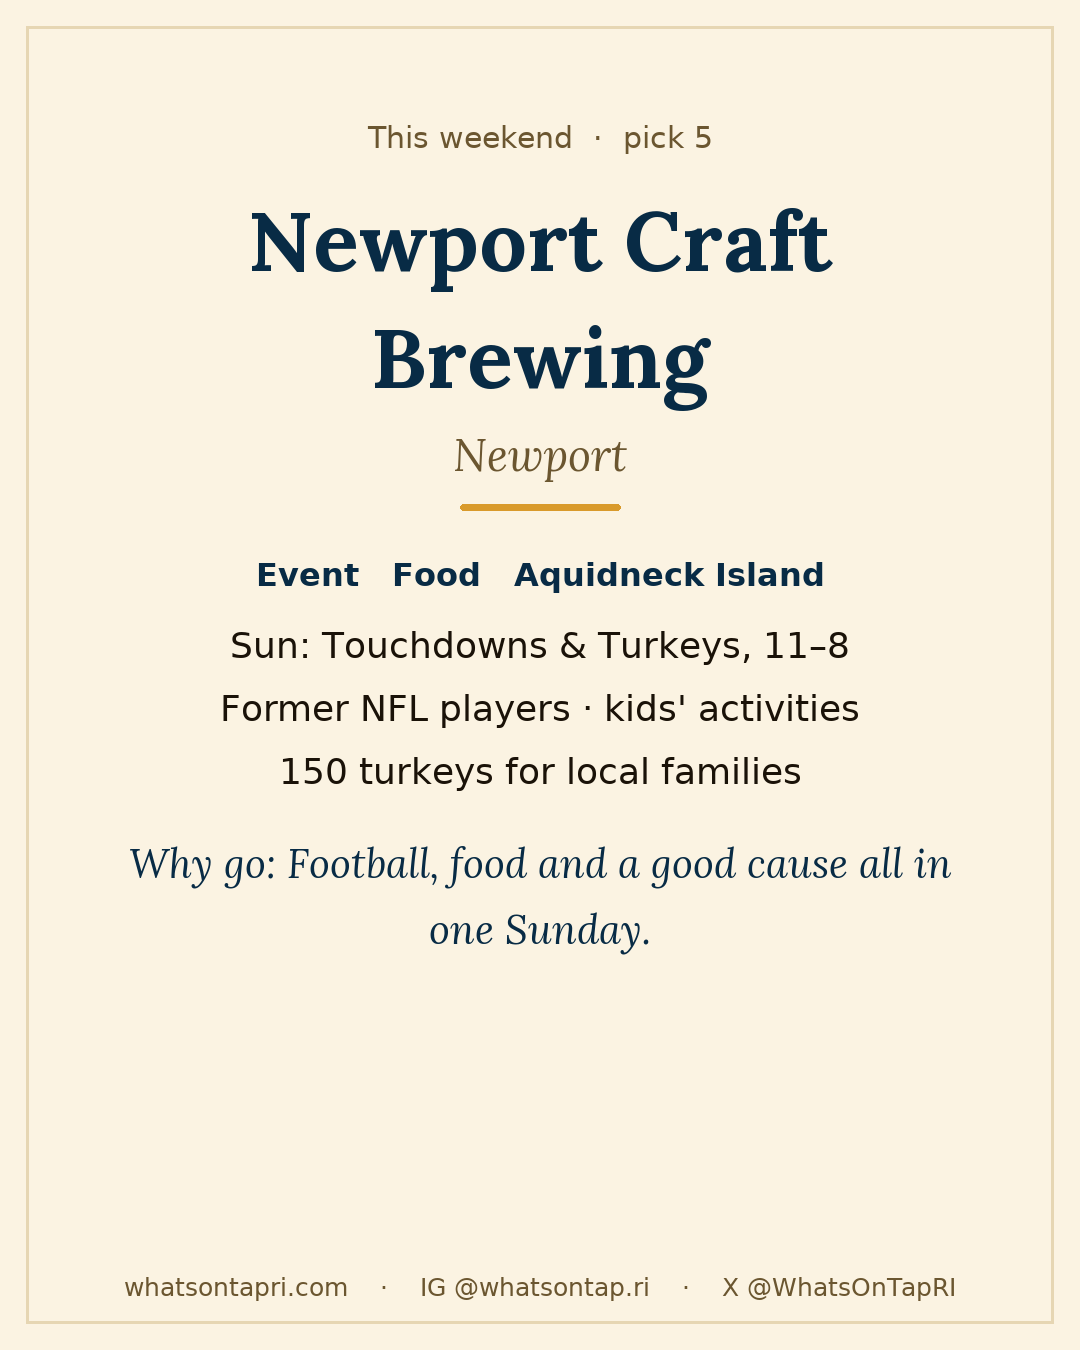 This weekend · pick 5
Newport Craft
Brewing
Newport
Event Food Aquidneck Island
Sun: Touchdowns & Turkeys, 11–8
Former NFL players · kids' activities
150 turkeys for local families
Why go: Football, food and a good cause all in
one Sunday.
whatsontapri.com · IG @whatsontap.ri · X @WhatsOnTapRI